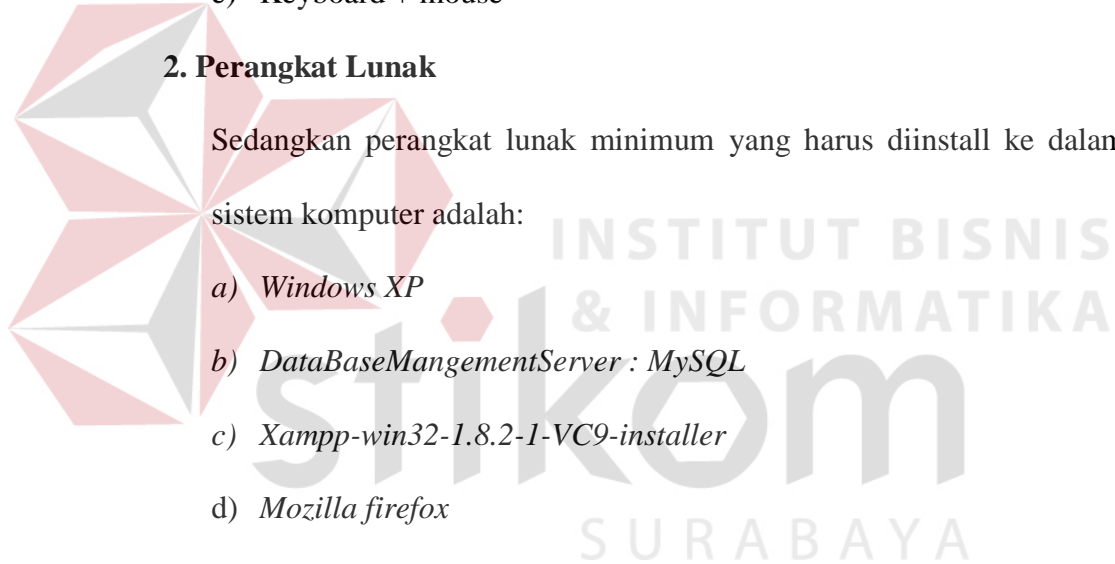 e) Keyboard + mouse
2. Perangkat Lunak
Sedangkan perangkat lunak minimum yang harus diinstall ke dalam
sistem komputer adalah:
a) Windows XP
b) DataBaseMangementServer : MySQL
c) Xampp-win32-1.8.2-1-VC9-installer
d) Mozilla firefox
INSTITUT BISNIS
& INFORMATIKA
stikom
SURABAYA